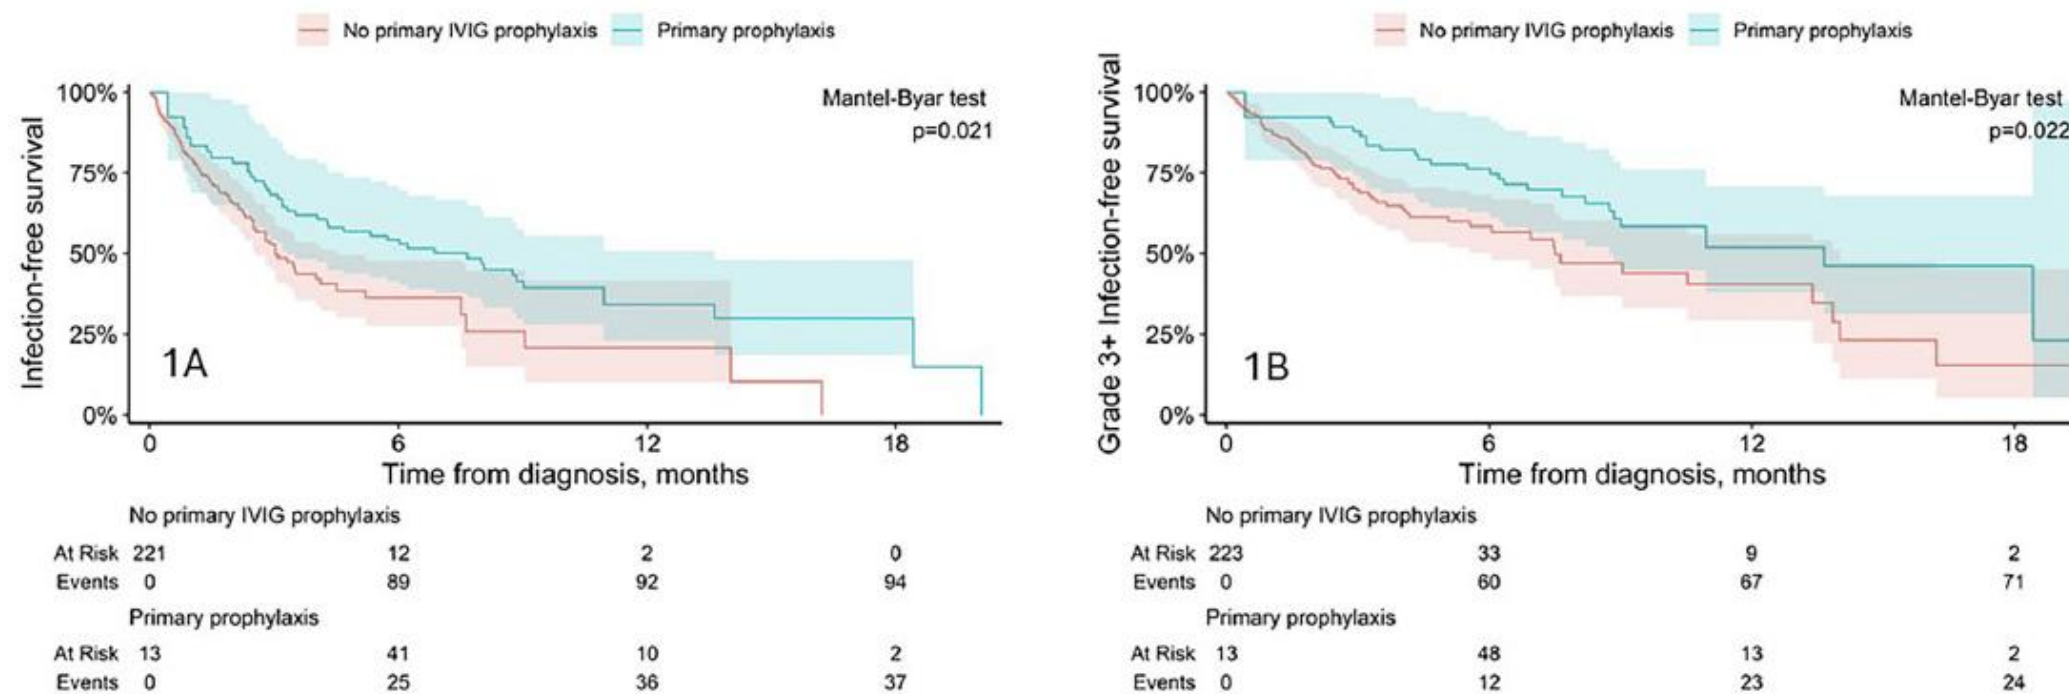 No primary IVIG prophylaxis Primary prophylaxis
Infection-free survival
100%
75%
50%
25%
0%
Mantel-Byar test
p=0.021
1A
0 6 12 18
Time from diagnosis, months
No primary IVIG prophylaxis
At Risk 221 12 2 0
Events 0 89 92 94
Primary prophylaxis
At Risk 13 41 10 2
Events 0 25 36 37
No primary IVIG prophylaxis Primary prophylaxis
Grade 3+ Infection-free survival
100%
75%
50%
25%
0%
Mantel-Byar test
p=0.022
1B
0 6 12 18
Time from diagnosis, months
No primary IVIG prophylaxis
At Risk 223 33 9 2
Events 0 60 67 71
Primary prophylaxis
At Risk 13 48 13 2
Events 0 12 23 24